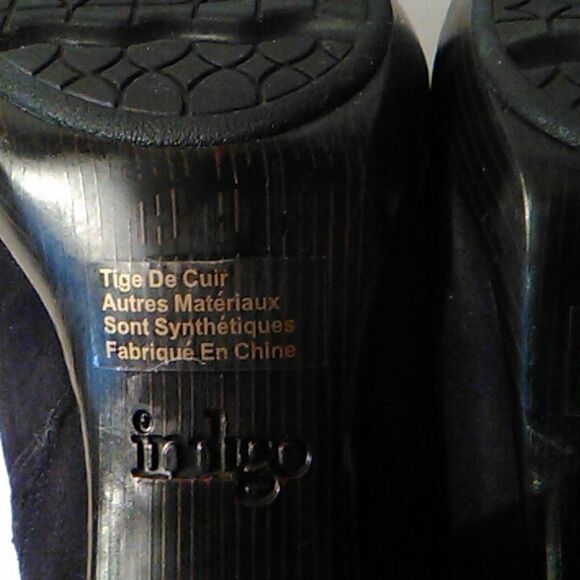 Tige De Cuir
Autres Matériaux
Sont Synthétiques
Fabriqué En Chine
indigo